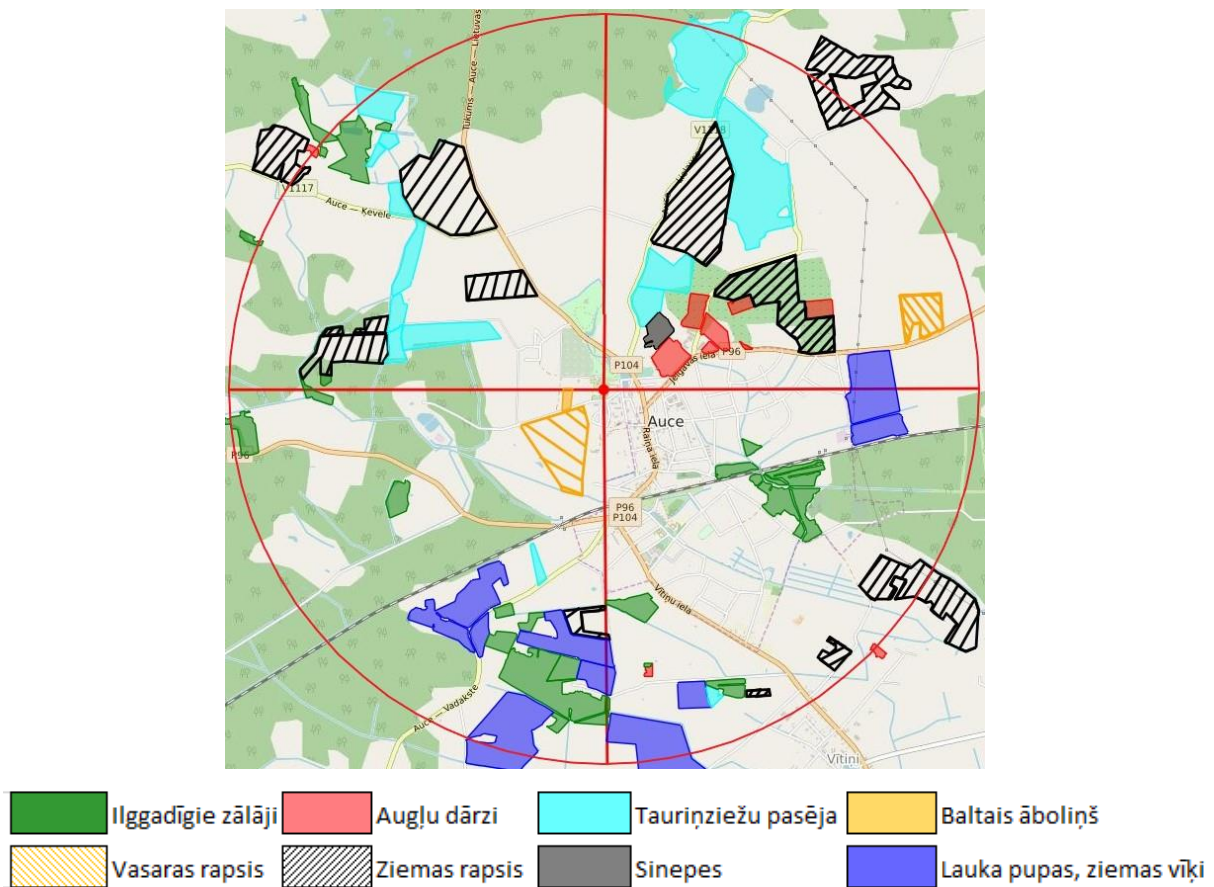 Tukums — Auce — Lietuvas
V1117
Auce — Ķevele
P104
P96
Jelgavas iela
Auce
Raiņa iela
P96
P96
P104
Vītiņu iela
Auce — Vadakste
Vītiņi
Ilggadīgie zālāji Augļu dārzi Tauriņziežu pasēja Baltais āboliņš
Vasaras rapsis Ziemas rapsis Sinepes Lauka pupas, ziemas vīķi